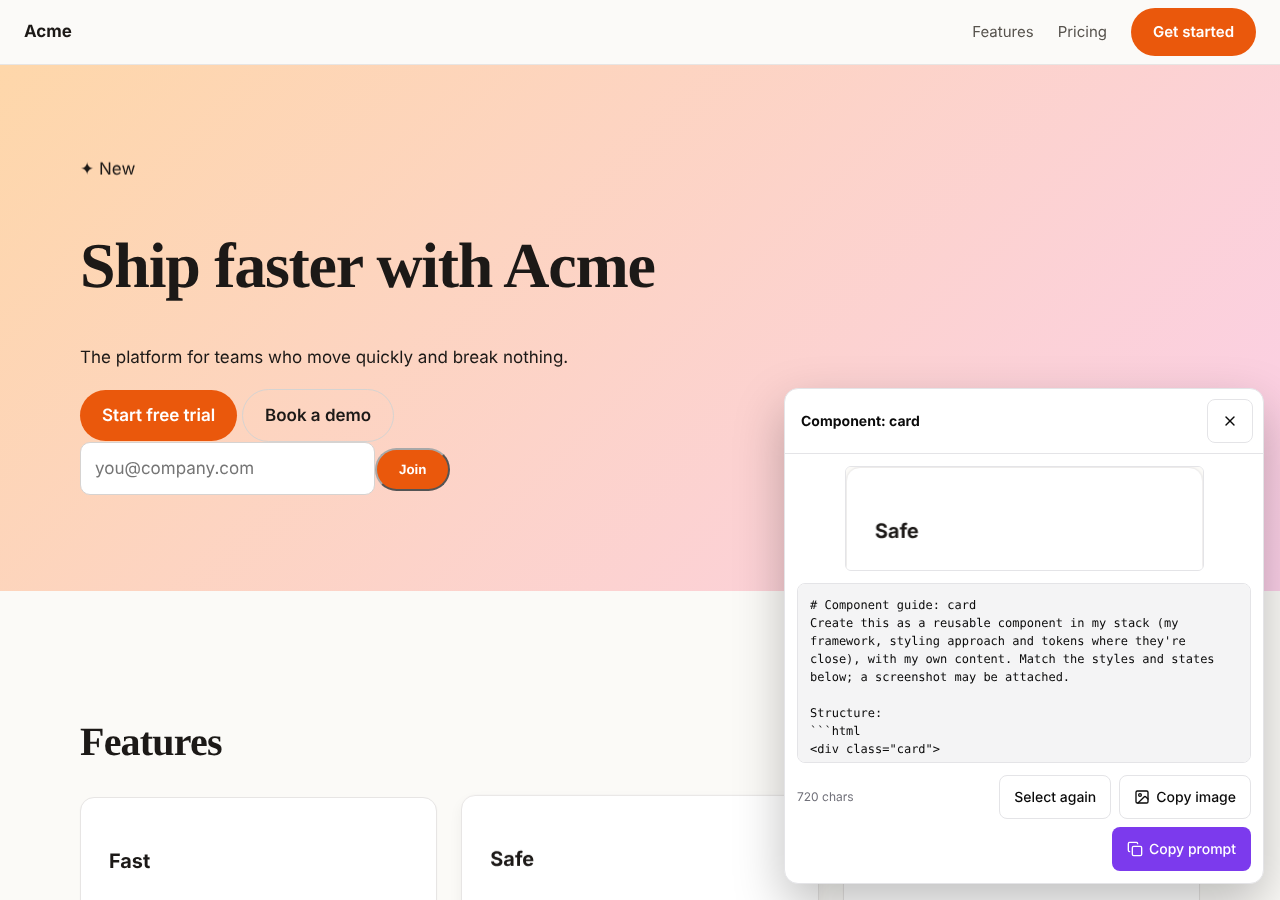 Acme
Features
Pricing
Get started
✦ New
Ship faster with Acme
The platform for teams who move quickly and break nothing.
Start free trial
Book a demo
you@company.com
Join
Features
Fast
Safe
Component: card
Safe
# Component guide: card
Create this as a reusable component in my stack (my
framework, styling approach and tokens where they're
close), with my own content. Match the styles and states
below; a screenshot may be attached.
Structure:
```html
<div class="card">
720 chars
Select again
Copy image
Copy prompt